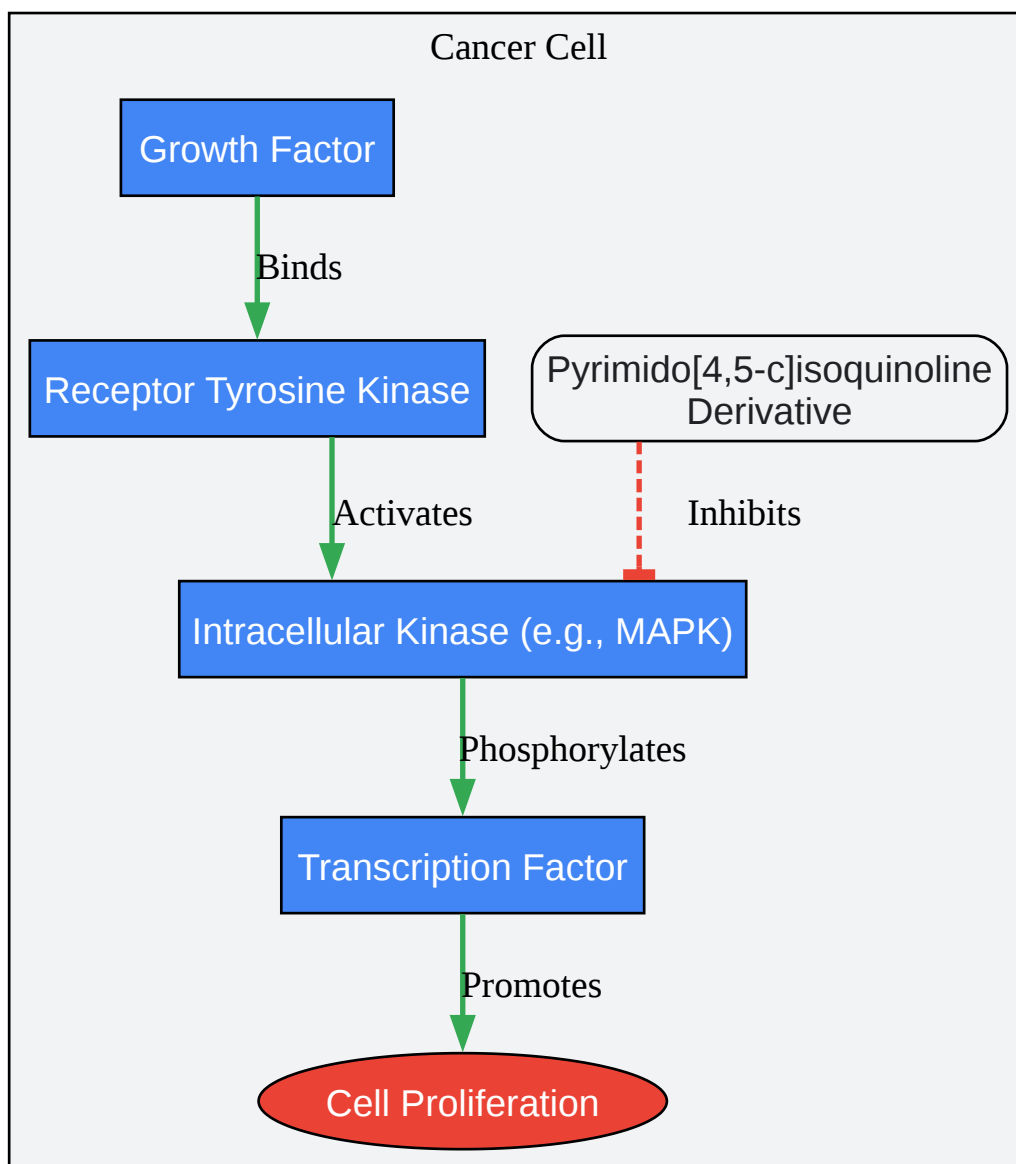 Cancer Cell
Growth Factor
Binds
Receptor Tyrosine Kinase
Pyrimido[4,5-c]isoquinoline
Derivative
Activates
Inhibits
Intracellular Kinase (e.g., MAPK)
Phosphorylates
Transcription Factor
Promotes
Cell Proliferation